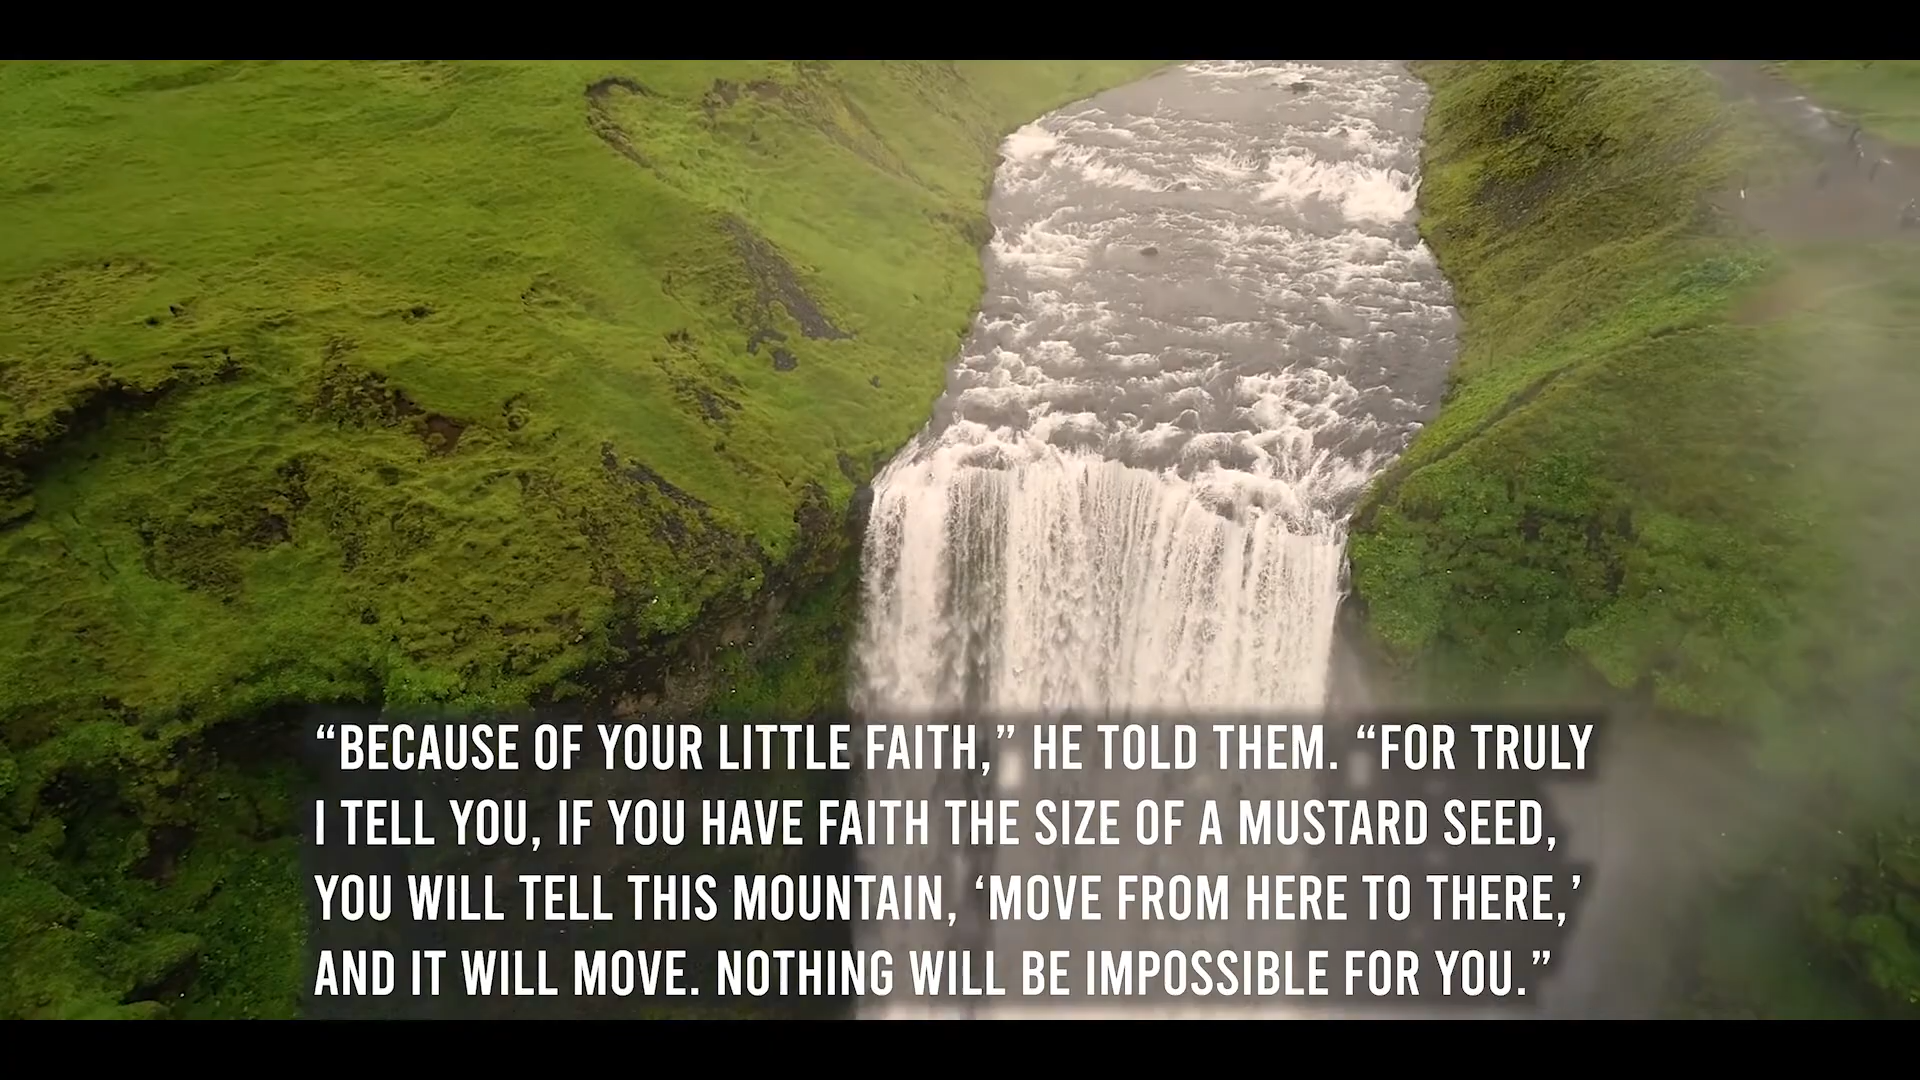 “BECAUSE OF YOUR LITTLE FAITH,” HE TOLD THEM. “FOR TRULY
I TELL YOU, IF YOU HAVE FAITH THE SIZE OF A MUSTARD SEED,
YOU WILL TELL THIS MOUNTAIN, ‘MOVE FROM HERE TO THERE,’
AND IT WILL MOVE. NOTHING WILL BE IMPOSSIBLE FOR YOU.”